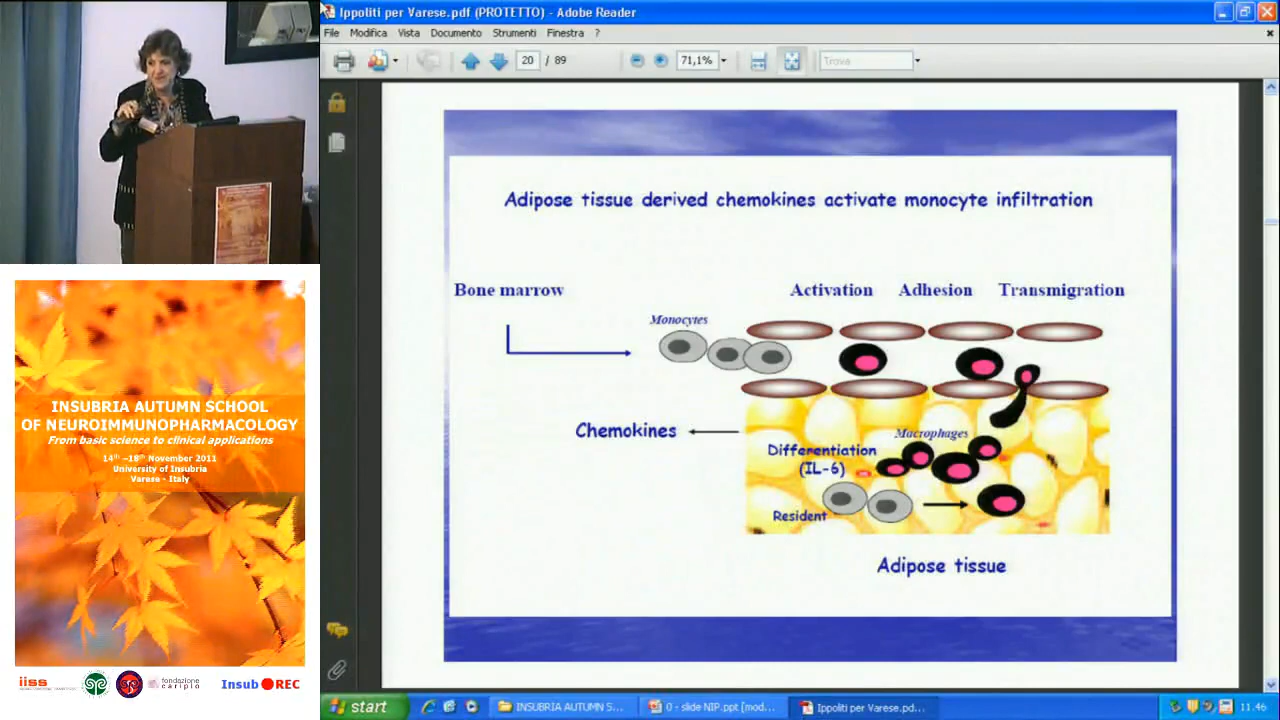 Ippoliti per Varese.pdf (PROTETTO) - Adobe Reader
File Modifica Vista Documento Strumenti Finestra ?
20 / 89 71,1% Trova
Adipose tissue derived chemokines activate monocyte infiltration
Bone marrow
Activation Adhesion Transmigration
Monocytes
Chemokines
Macrophages
Differentiation
(IL-6)
Resident
Adipose tissue
INSUBRIA AUTUMN SCHOOL
OF NEUROIMMUNOPHARMACOLOGY
From basic science to clinical applications
14th –18th November 2011
University of Insubria
Varese - Italy
iiss
fondazione
cariplo
Insub REC
start
INSUBRIA AUTUMN S...
0 - slide NIP.ppt [mod...
Ippoliti per Varese.pd...
11.46